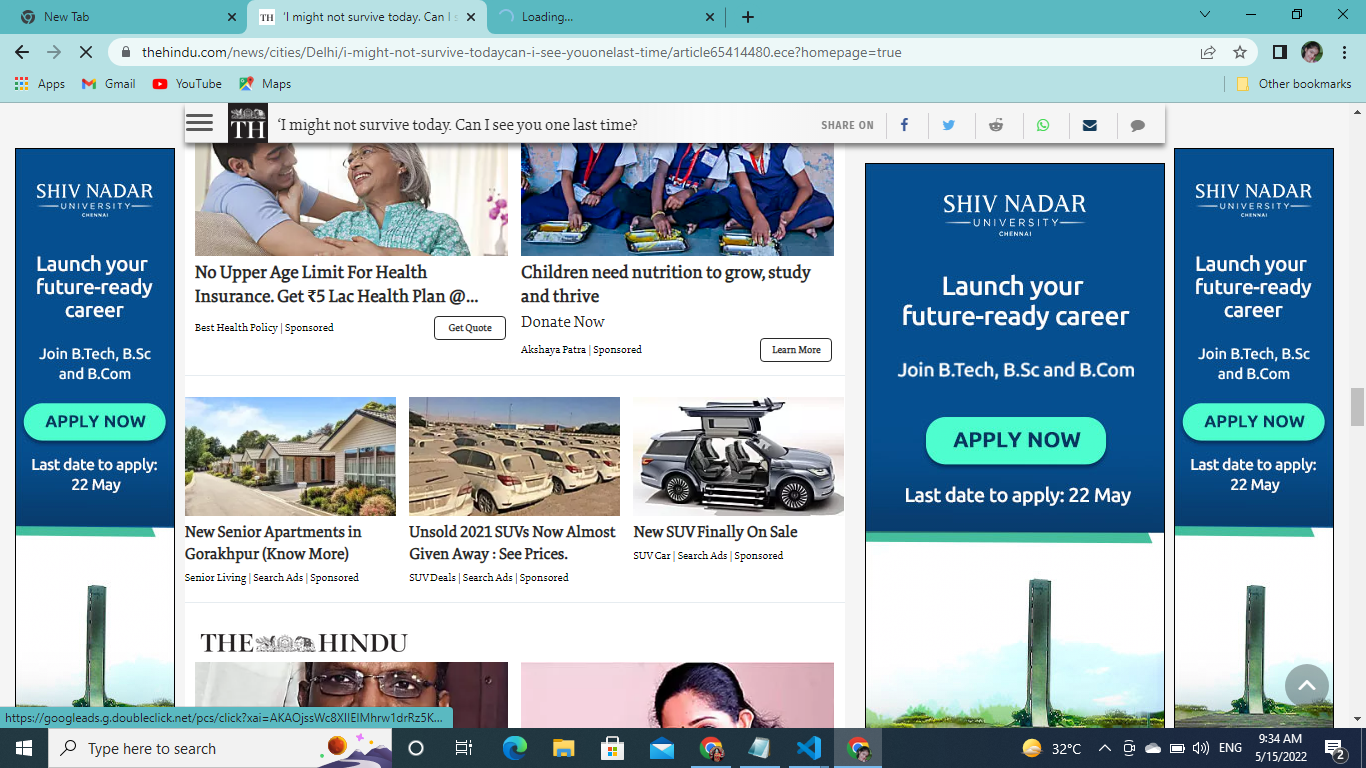 New Tab
‘I might not survive today. Can I s
Loading...
thehindu.com/news/cities/Delhi/i-might-not-survive-todaycan-i-see-youonelast-time/article65414480.ece?homepage=true
Apps
Gmail
YouTube
Maps
Other bookmarks
TH
‘I might not survive today. Can I see you one last time?
SHARE ON
SHIV NADAR
UNIVERSITY
CHENNAI
Launch your
future-ready
career
Join B.Tech, B.Sc
and B.Com
APPLY NOW
Last date to apply:
22 May
No Upper Age Limit For Health
Insurance. Get ₹5 Lac Health Plan @...
Best Health Policy | Sponsored
Get Quote
Children need nutrition to grow, study
and thrive
Donate Now
Akshaya Patra | Sponsored
Learn More
New Senior Apartments in
Gorakhpur (Know More)
Senior Living | Search Ads | Sponsored
Unsold 2021 SUVs Now Almost
Given Away : See Prices.
SUV Deals | Search Ads | Sponsored
New SUV Finally On Sale
SUV Car | Search Ads | Sponsored
THE HINDU
SHIV NADAR
UNIVERSITY
CHENNAI
Launch your
future-ready career
Join B.Tech, B.Sc and B.Com
APPLY NOW
Last date to apply: 22 May
SHIV NADAR
UNIVERSITY
CHENNAI
Launch your
future-ready
career
Join B.Tech, B.Sc
and B.Com
APPLY NOW
Last date to apply:
22 May
https://googleads.g.doubleclick.net/pcs/click?xai=AKAOjssWc8XIIElMhrw1drRz5K...
Type here to search
32°C
ENG
9:34 AM
5/15/2022
2